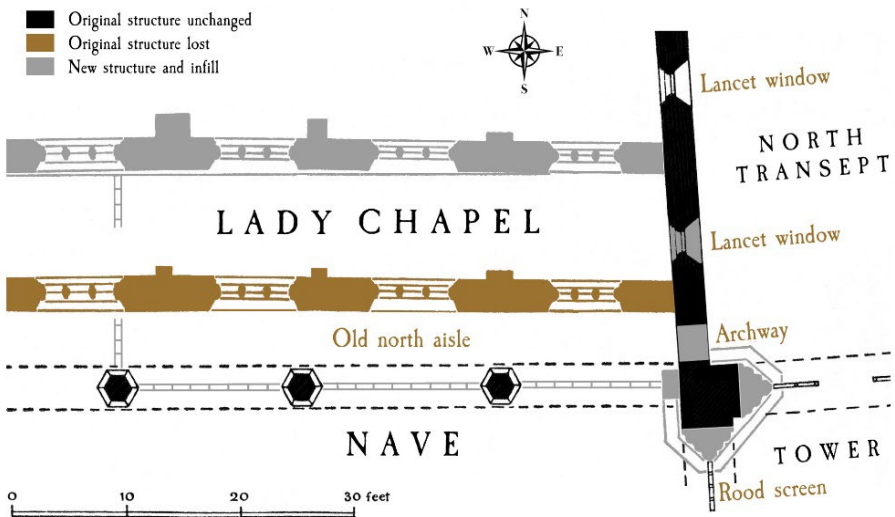 Original structure unchanged
Original structure lost
New structure and infill
N
W E
S
Lancet window
NORTH
TRANSEPT
LADY CHAPEL
Lancet window
Old north aisle
Archway
NAVE
TOWER
Rood screen
0 10 20 30 feet